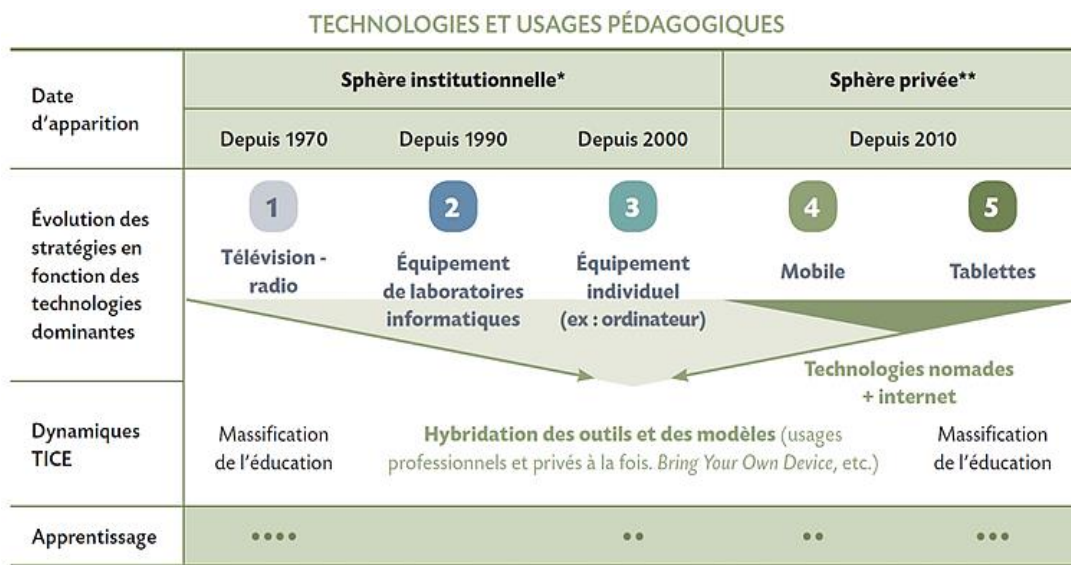 TECHNOLOGIES ET USAGES PÉDAGOGIQUES
Date
d'apparition
Sphère institutionnelle*
Sphère privée**
Depuis 1970
Depuis 1990
Depuis 2000
Depuis 2010
Évolution des
stratégies en
fonction des
technologies
dominantes
1
Télévision -
radio
2
Équipement
de laboratoires
informatiques
3
Équipement
individuel
(ex : ordinateur)
4
Mobile
5
Tablettes
Technologies nomades
+ internet
Dynamiques
TICE
Massification
de l'éducation
Hybridation des outils et des modèles (usages
professionnels et privés à la fois. Bring Your Own Device, etc.)
Massification
de l'éducation
Apprentissage
••••
••
••
•••